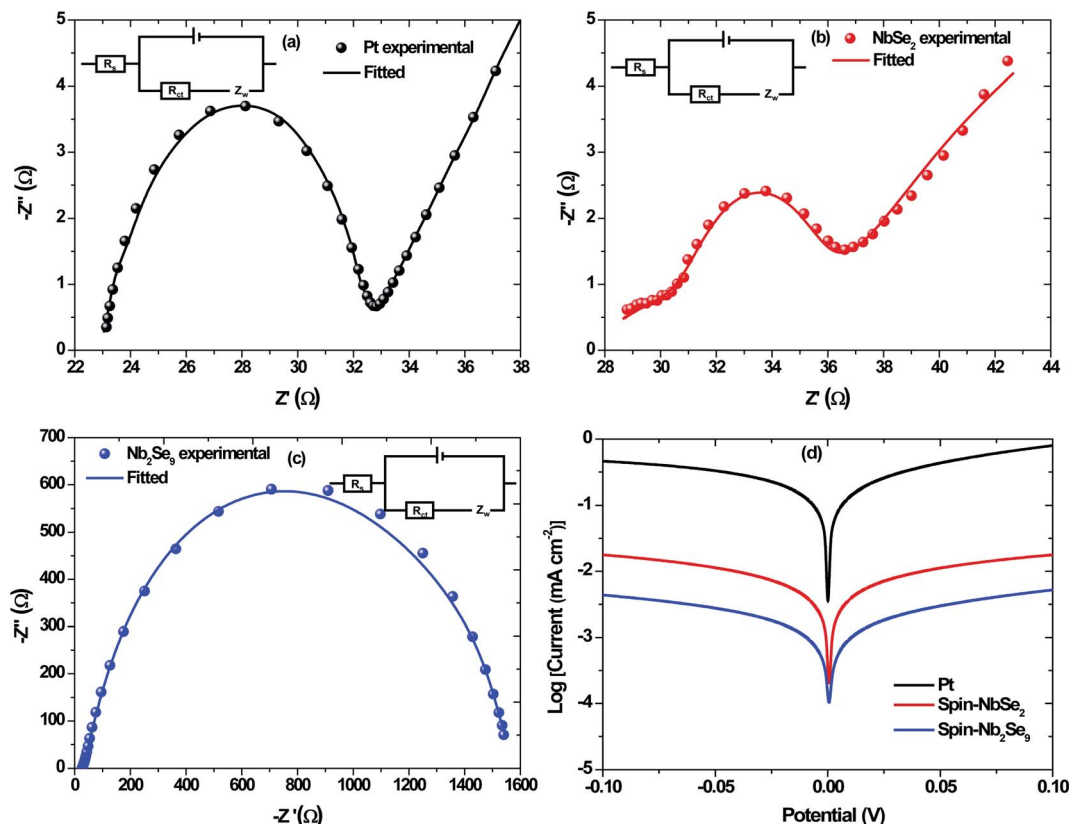 (a)
Pt experimental
Fitted
Rs
Rct
Zw
5
4
3
2
1
0
-Z" (Ω)
22 24 26 28 30 32 34 36 38
Z' (Ω)
(b)
NbSe2 experimental
Fitted
Rs
Rct
Zw
5
4
3
2
1
0
-Z" (Ω)
28 30 32 34 36 38 40 42 44
Z' (Ω)
(c)
Nb2Se9 experimental
Fitted
Rs
Rct
Zw
700
600
500
400
300
200
100
0
-Z" (Ω)
0 200 400 600 800 1000 1200 1400 1600
-Z '(Ω)
(d)
0
-1
-2
-3
-4
-5
Log [Current (mA cm-2)]
Pt
Spin-NbSe2
Spin-Nb2Se9
-0.10 -0.05 0.00 0.05 0.10
Potential (V)